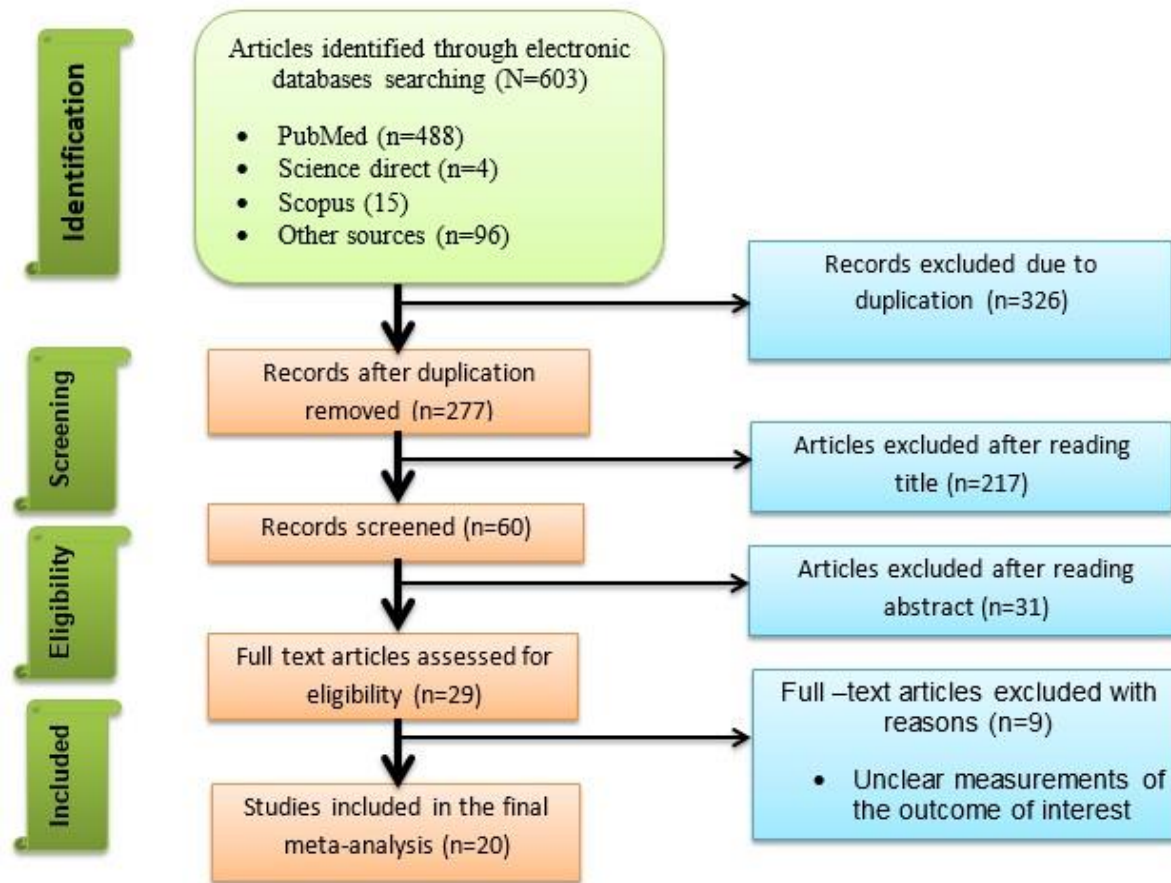 Identification
Articles identified through electronic
databases searching (N=603)
• PubMed (n=488)
• Science direct (n=4)
• Scopus (15)
• Other sources (n=96)
Records excluded due to
duplication (n=326)
Screening
Records after duplication
removed (n=277)
Articles excluded after reading
title (n=217)
Records screened (n=60)
Eligibility
Articles excluded after reading
abstract (n=31)
Full text articles assessed for
eligibility (n=29)
Full –text articles excluded with
reasons (n=9)
• Unclear measurements of
the outcome of interest
Included
Studies included in the final
meta-analysis (n=20)